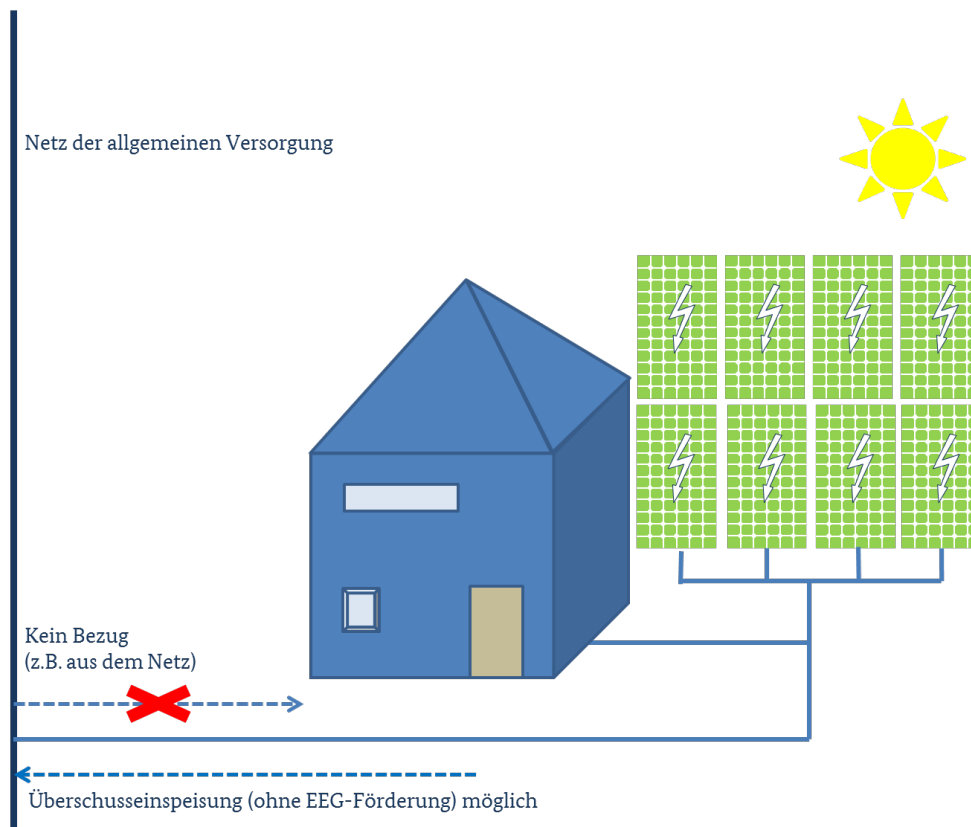 Netz der allgemeinen Versorgung
Kein Bezug
(z.B. aus dem Netz)
Überschusseinspeisung (ohne EEG-Förderung) möglich